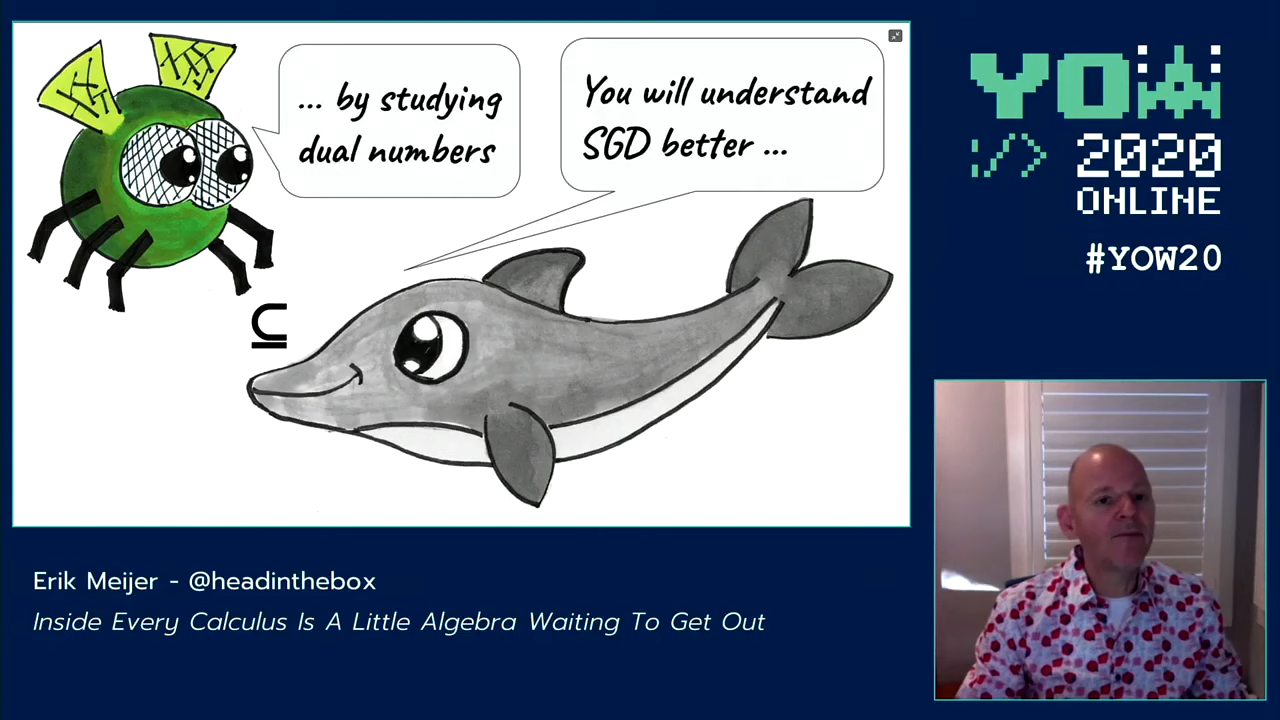 ... by studying
dual numbers
You will understand
SGD better ...
⊆
YOW
:/>
2020
ONLINE
#YOW20
Erik Meijer - @headinthebox
Inside Every Calculus Is A Little Algebra Waiting To Get Out